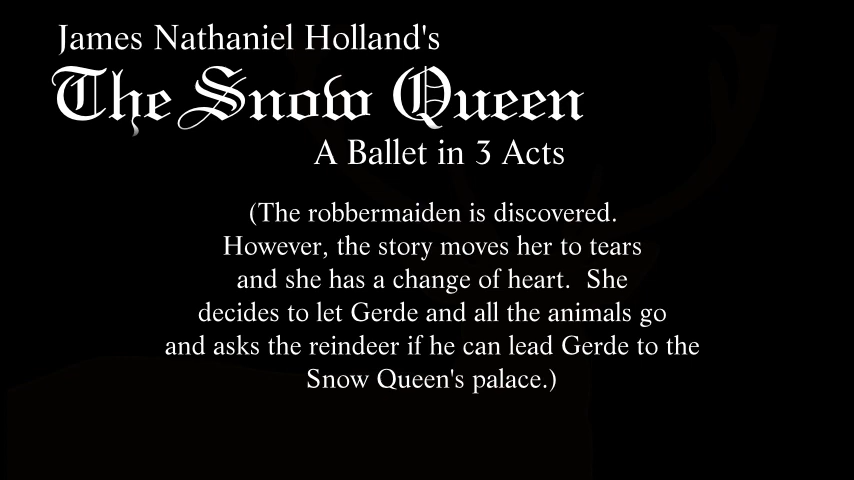 James Nathaniel Holland's
The Snow Queen
A Ballet in 3 Acts
(The robbermaiden is discovered.
However, the story moves her to tears
and she has a change of heart.  She
decides to let Gerde and all the animals go
and asks the reindeer if he can lead Gerde to the
Snow Queen's palace.)